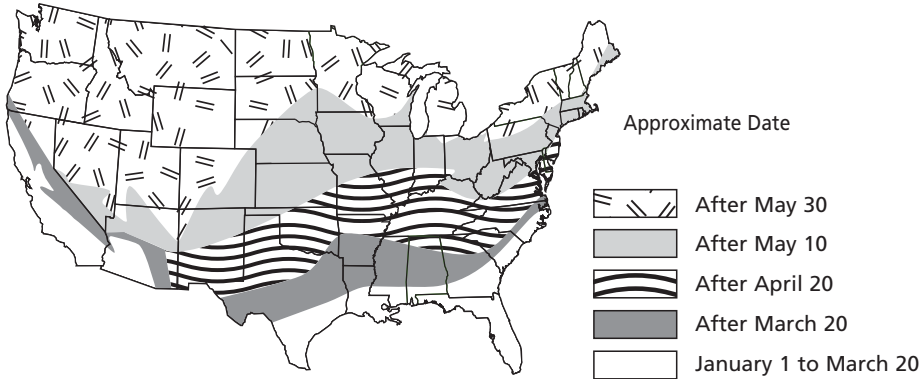 Approximate Date
After May 30
After May 10
After April 20
After March 20
January 1 to March 20